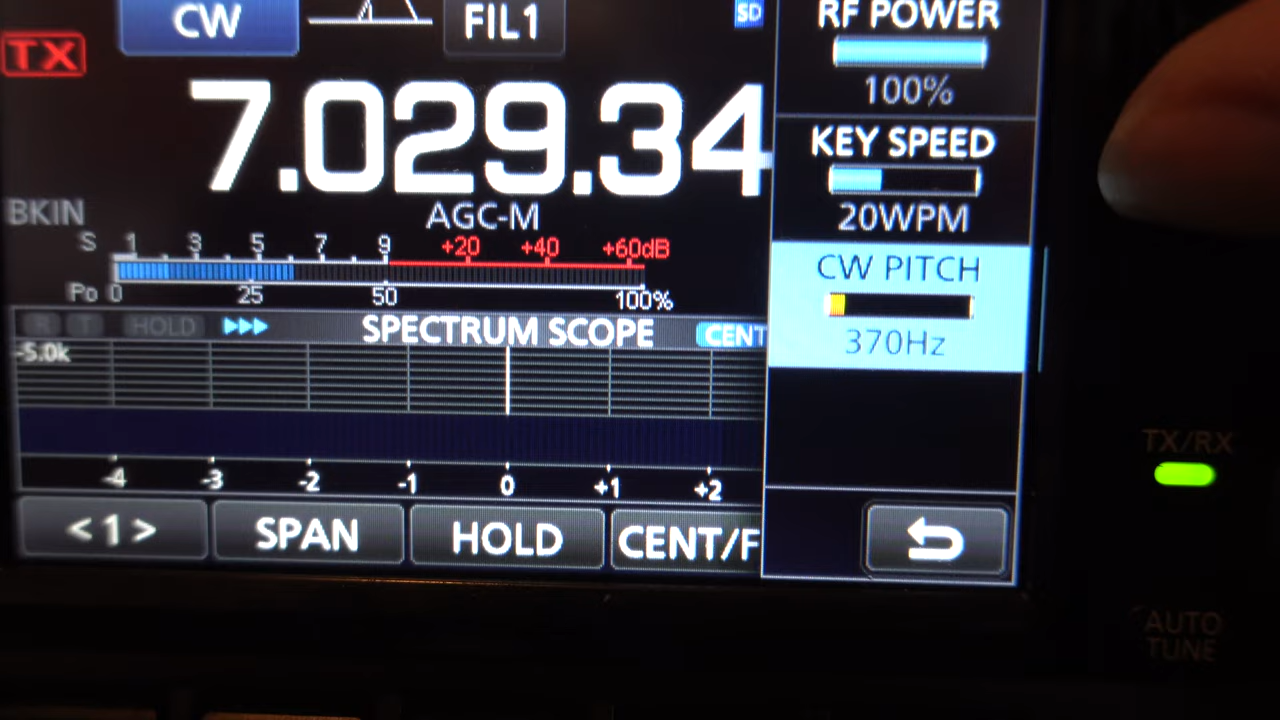 CW FIL1 SD RF POWER
TX
100%
7.029.34
KEY SPEED
20WPM
BKIN AGC-M
S 1 3 5 7 9 +20 +40 +60dB
Po 0 25 50 100%
CW PITCH
370Hz
R T HOLD SPECTRUM SCOPE CENT
-5.0k
-4 -3 -2 -1 0 +1 +2
<1> SPAN HOLD CENT/F
TX/RX
AUTO
TUNE